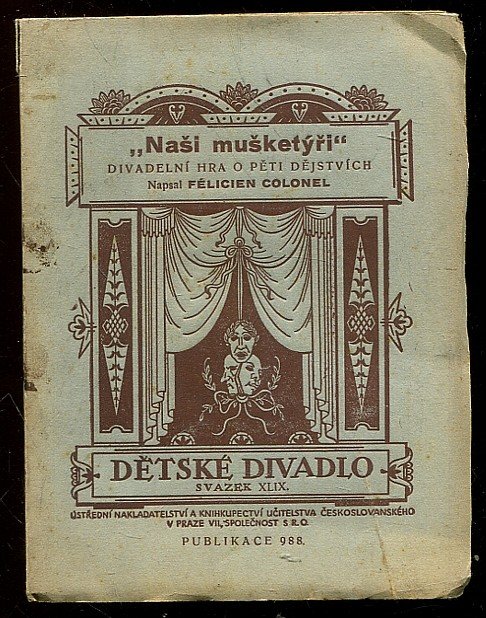 „Naši mušketýři“
DIVADELNÍ HRA O PĚTI DĚJSTVÍCH
Napsal FÉLICIEN COLONEL
DĚTSKÉ DIVADLO
SVAZEK XLIX.
ÚSTŘEDNÍ NAKLADATELSTVÍ A KNIHKUPECTVÍ UČITELSTVA ČESKOSLOVANSKÉHO
V PRAZE VII, SPOLEČNOST S R. O.
PUBLIKACE 988.